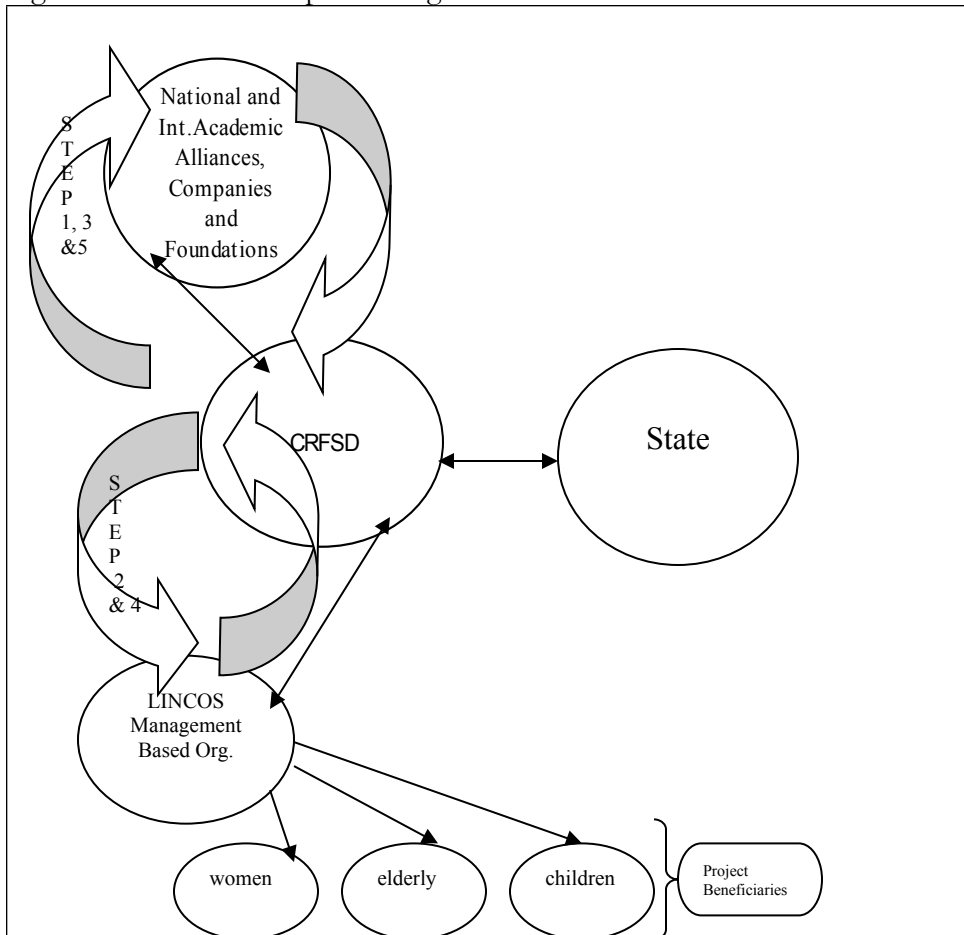 National and
Int.Academic
Alliances,
Companies
and
Foundations
S
T
E
P
1, 3
&5
CRFSD
State
S
T
E
P
2
& 4
LINCOS
Management
Based Org.
women
elderly
children
Project
Beneficiaries